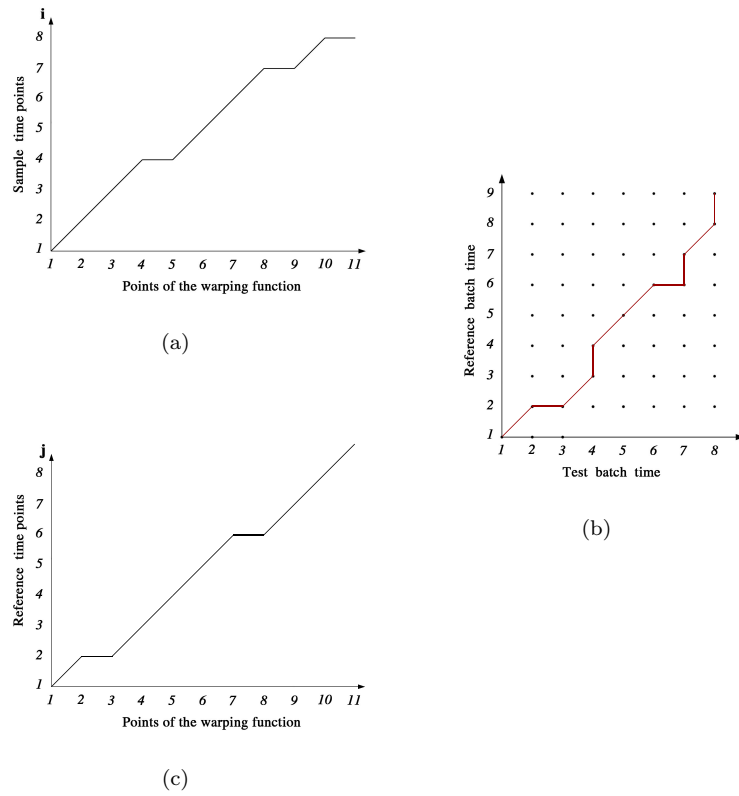 i
8
7
6
5
4
3
2
1
Sample time points
1 2 3 4 5 6 7 8 9 10 11
Points of the warping function
(a)
9
8
7
6
5
4
3
2
1
Reference batch time
1 2 3 4 5 6 7 8
Test batch time
(b)
j
8
7
6
5
4
3
2
1
Reference time points
1 2 3 4 5 6 7 8 9 10 11
Points of the warping function
(c)